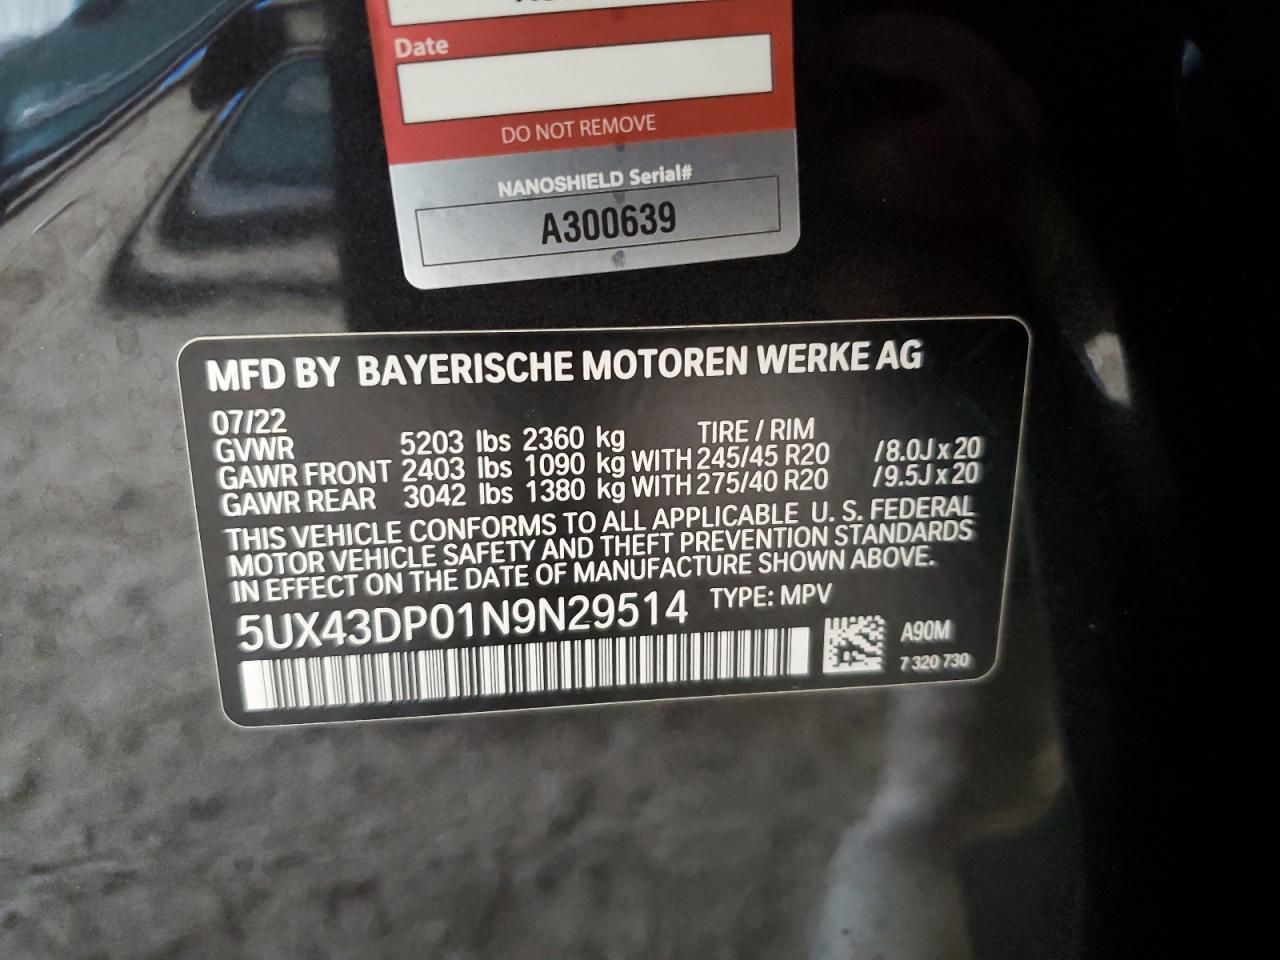 Date
DO NOT REMOVE
NANOSHIELD Serial#
A300639
MFD BY BAYERISCHE MOTOREN WERKE AG
07/22
GVWR 5203 lbs 2360 kg TIRE / RIM
GAWR FRONT 2403 lbs 1090 kg WITH 245/45 R20 /8.0J x 20
GAWR REAR 3042 lbs 1380 kg WITH 275/40 R20 /9.5J x 20
THIS VEHICLE CONFORMS TO ALL APPLICABLE U. S. FEDERAL
MOTOR VEHICLE SAFETY AND THEFT PREVENTION STANDARDS
IN EFFECT ON THE DATE OF MANUFACTURE SHOWN ABOVE.
5UX43DP01N9N29514 TYPE: MPV
A90M
7 320 730